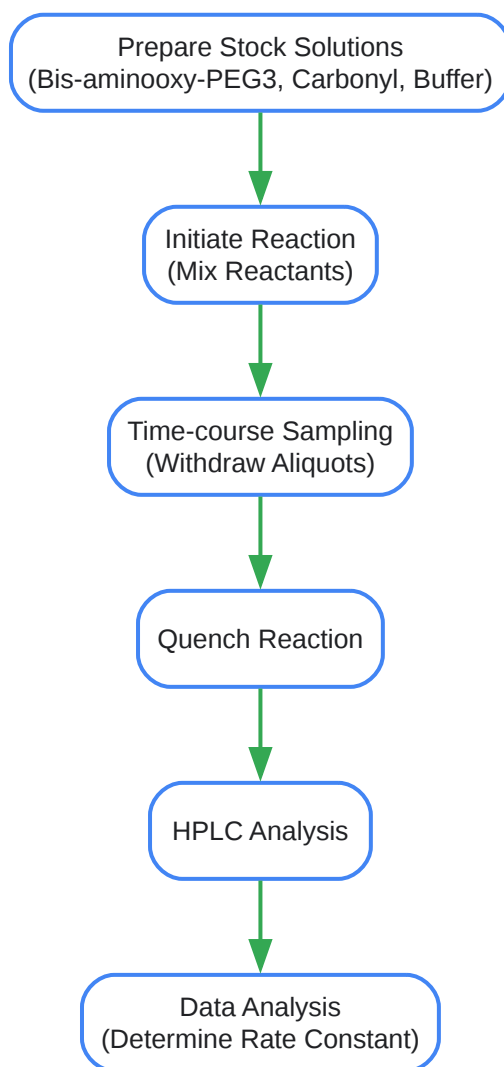 Prepare Stock Solutions
(Bis-aminooxy-PEG3, Carbonyl, Buffer)
Initiate Reaction
(Mix Reactants)
Time-course Sampling
(Withdraw Aliquots)
Quench Reaction
HPLC Analysis
Data Analysis
(Determine Rate Constant)